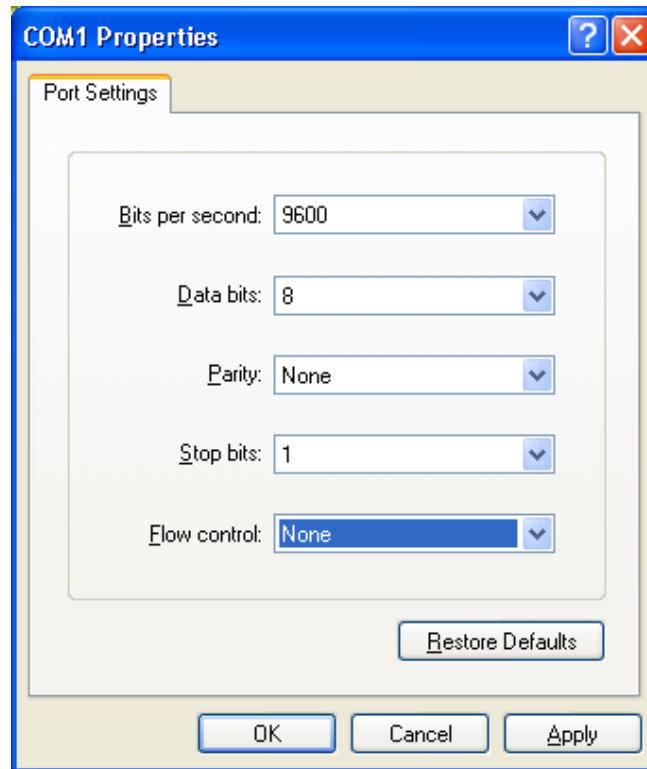 COM1 Properties
Port Settings
Bits per second: 9600
Data bits: 8
Parity: None
Stop bits: 1
Flow control: None
Restore Defaults
OK Cancel Apply